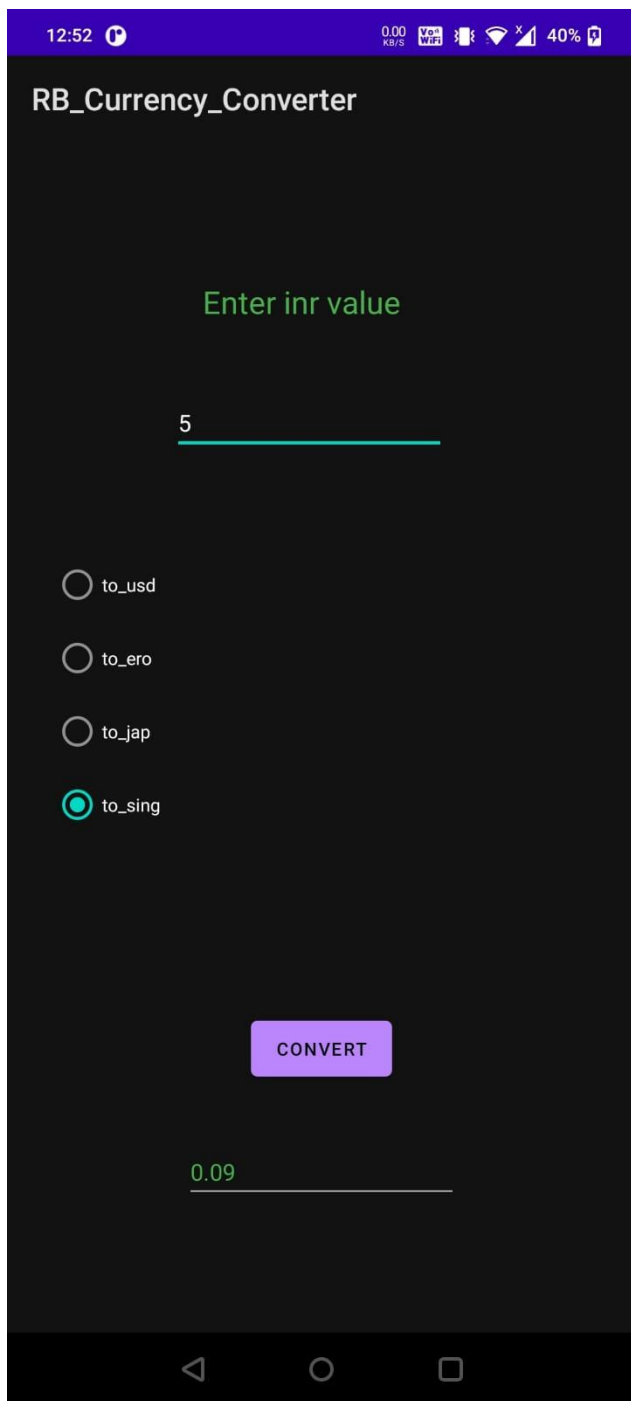 12:52 0.00 KB/S Vo WiFi 40%
RB_Currency_Converter
Enter inr value
5
to_usd
to_ero
to_jap
to_sing
CONVERT
0.09